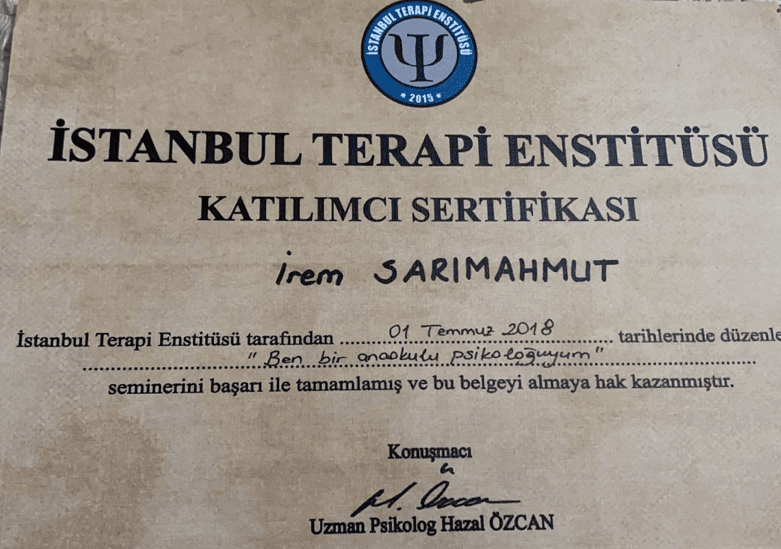 İSTANBUL TERAPİ ENSTİTÜSÜ
Ψ
* 2015 *
İSTANBUL TERAPİ ENSTİTÜSÜ
KATILIMCI SERTİFİKASI
İrem SARIMAHMUT
İstanbul Terapi Enstitüsü tarafından 01 Temmuz 2018 tarihlerinde düzenle
"Ben bir anaokulu psikoloğuyum"
seminerini başarı ile tamamlamış ve bu belgeyi almaya hak kazanmıştır.
Konuşmacı
Uzman Psikolog Hazal ÖZCAN